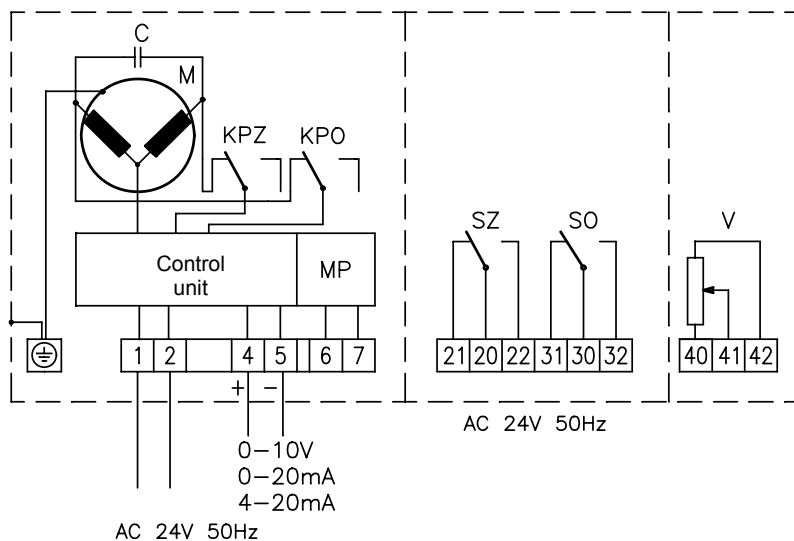 C
M
KPZ KPO
Control
unit
MP
SZ SO V
1 2 4 5 6 7
21 20 22 31 30 32
40 41 42
+ −
AC 24V 50Hz
0−10V
0−20mA
4−20mA
AC 24V 50Hz